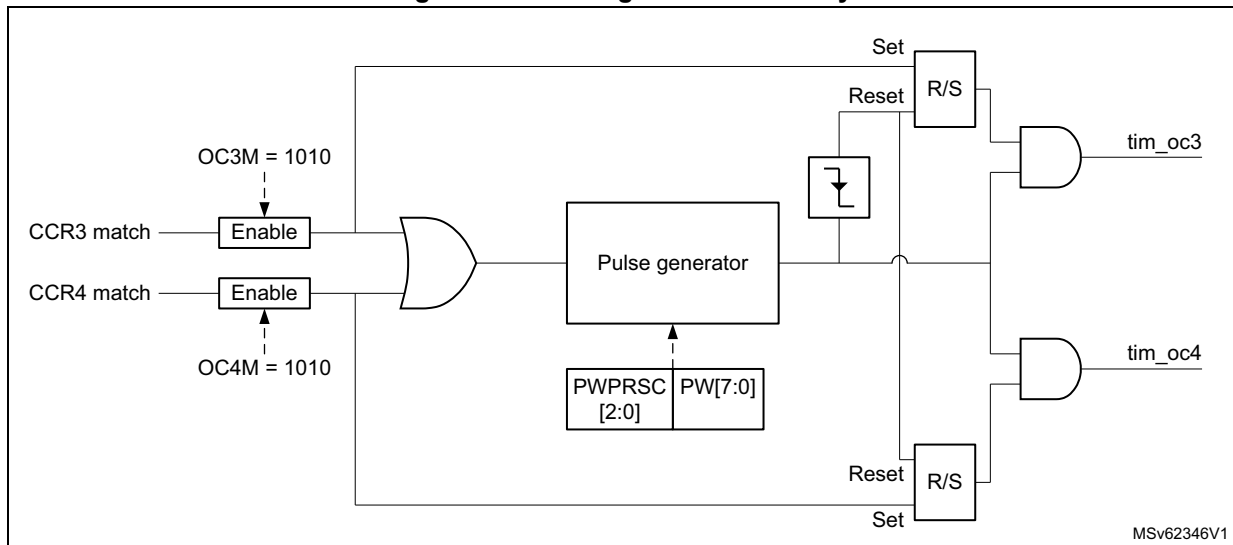 Set
R/S
Reset
tim_oc3
OC3M = 1010
CCR3 match
Enable
Pulse generator
CCR4 match
Enable
OC4M = 1010
tim_oc4
PWPRSC
[2:0]
PW[7:0]
Reset
R/S
Set
MSv62346V1